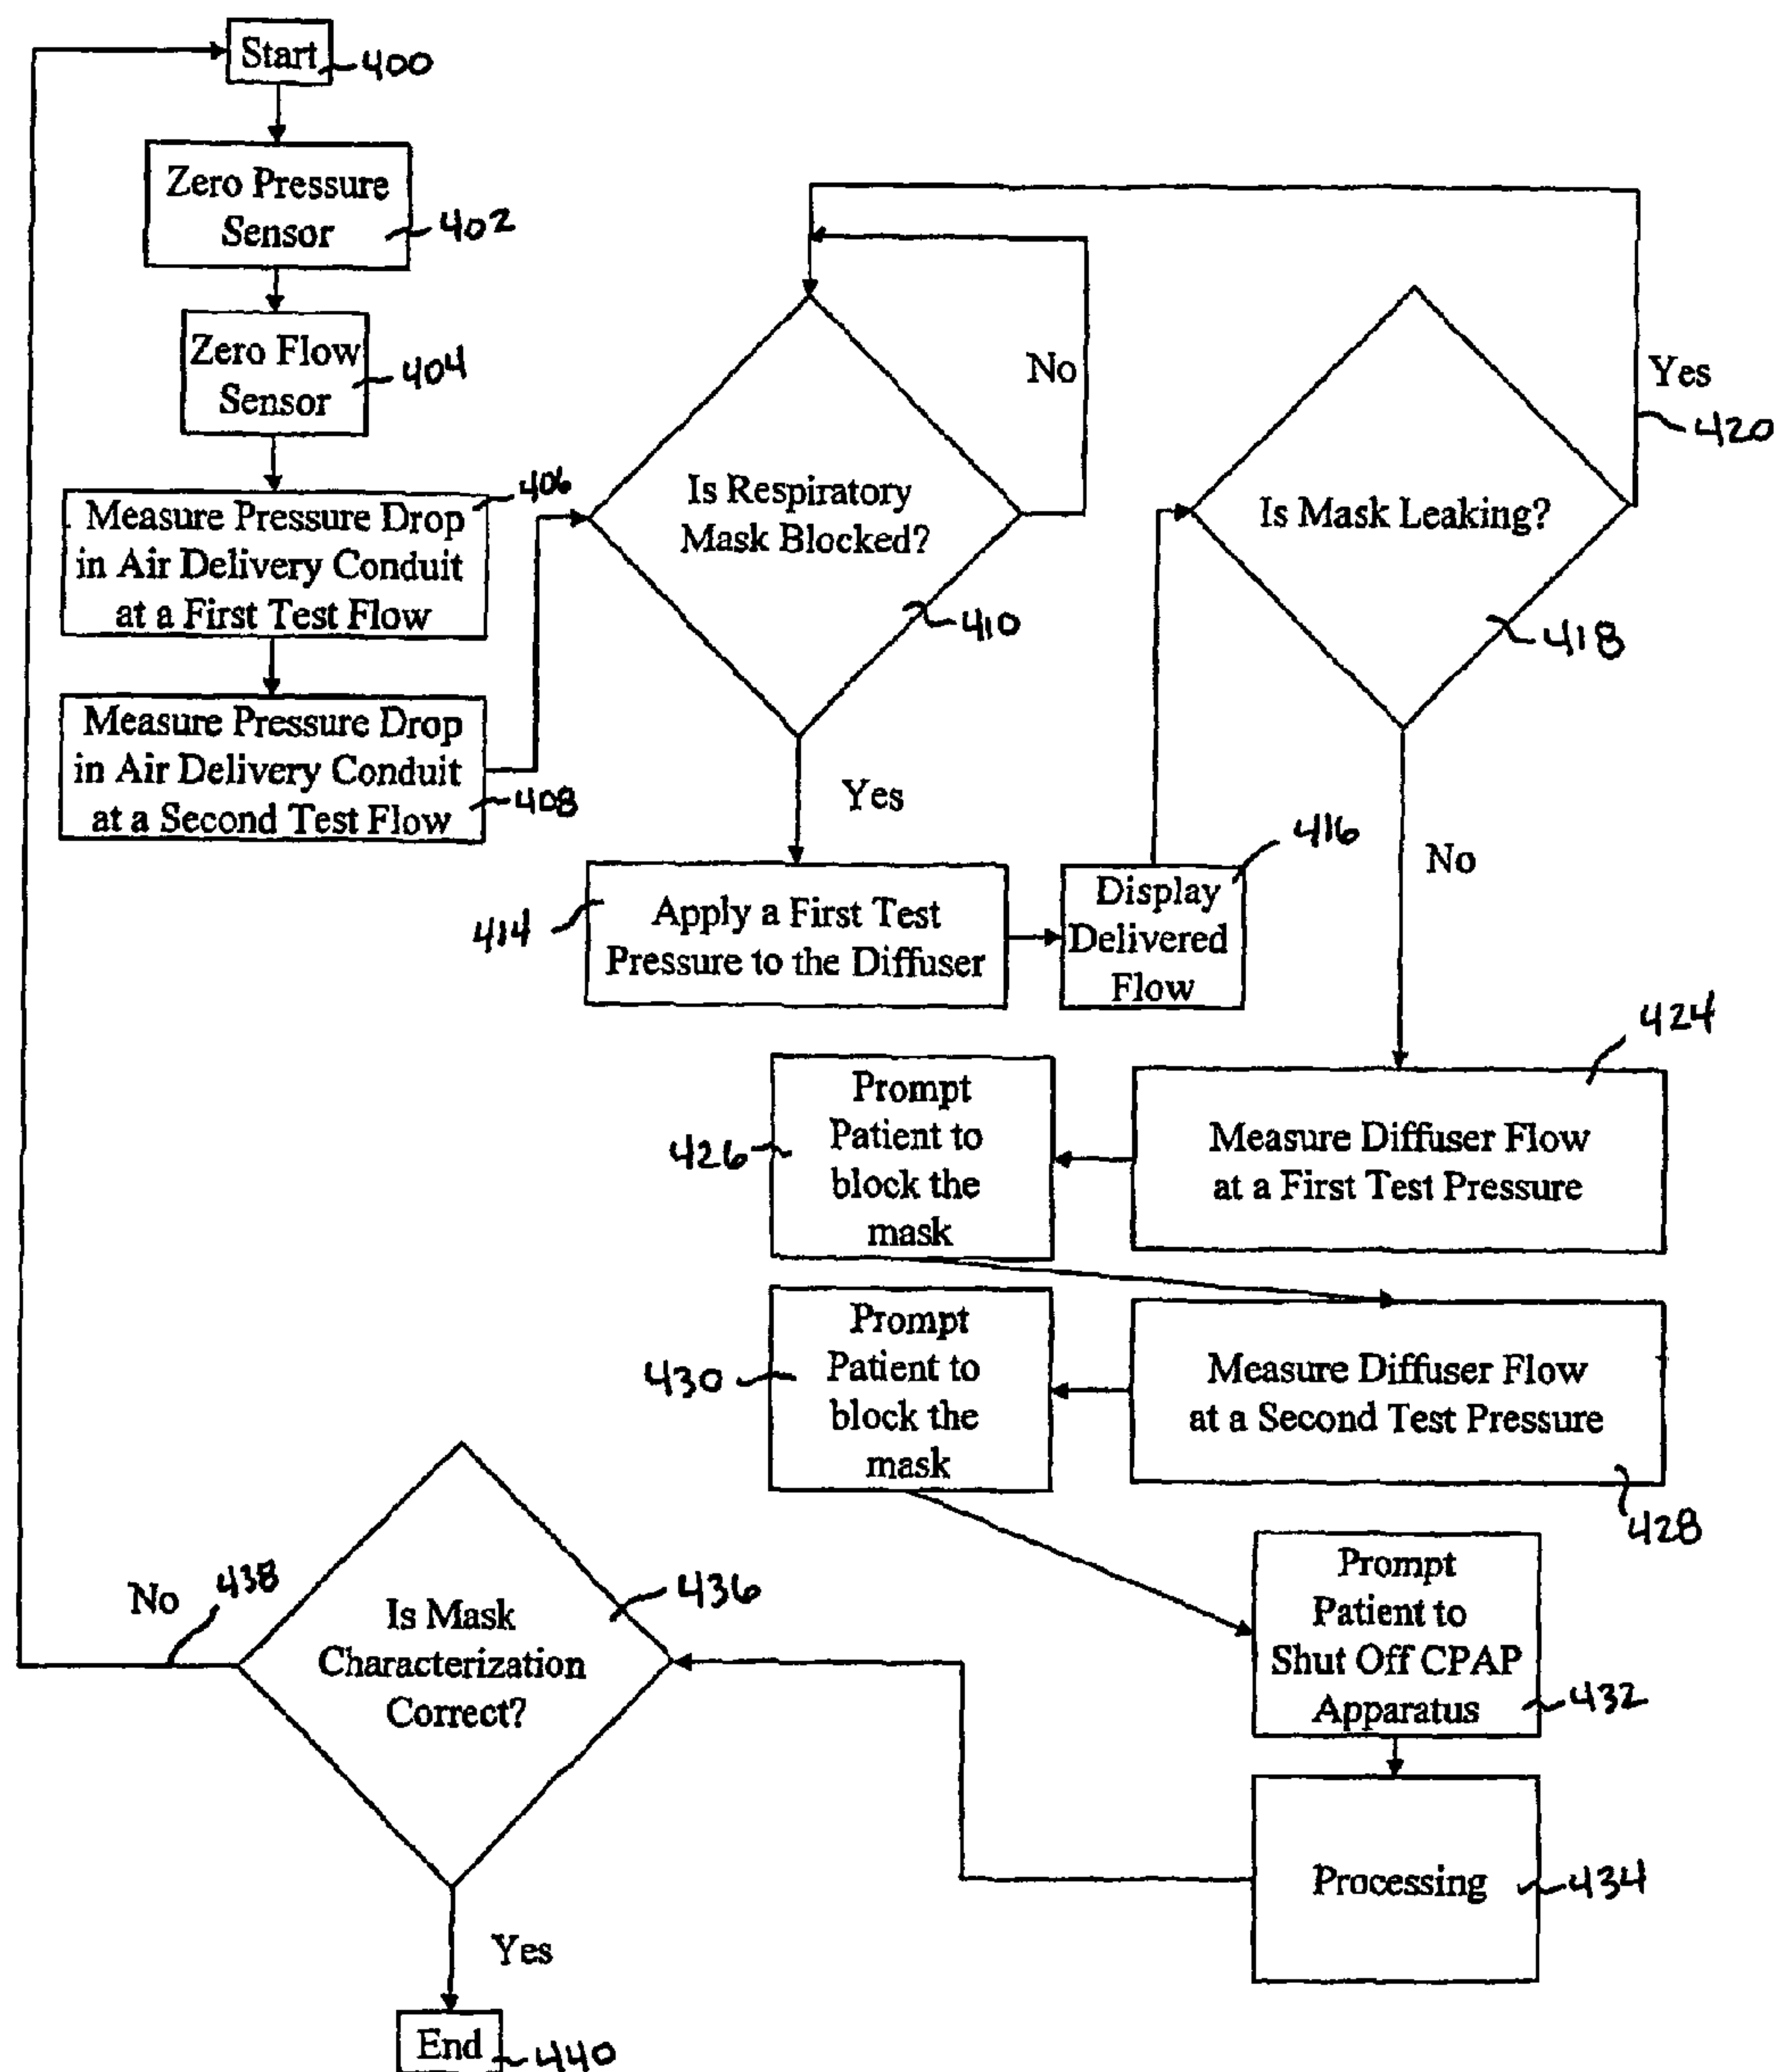 Start
400
Zero Pressure
Sensor
402
Zero Flow
Sensor
404
Measure Pressure Drop
in Air Delivery Conduit
at a First Test Flow
406
Measure Pressure Drop
in Air Delivery Conduit
at a Second Test Flow
408
Is Respiratory
Mask Blocked?
410
No
Yes
Apply a First Test
Pressure to the Diffuser
414
Display
Delivered
Flow
416
Is Mask Leaking?
418
Yes
420
No
Measure Diffuser Flow
at a First Test Pressure
424
Prompt
Patient to
block the
mask
426
Measure Diffuser Flow
at a Second Test Pressure
428
Prompt
Patient to
block the
mask
430
Prompt
Patient to
Shut Off CPAP
Apparatus
432
Processing
434
Is Mask
Characterization
Correct?
436
No
438
Yes
End
440